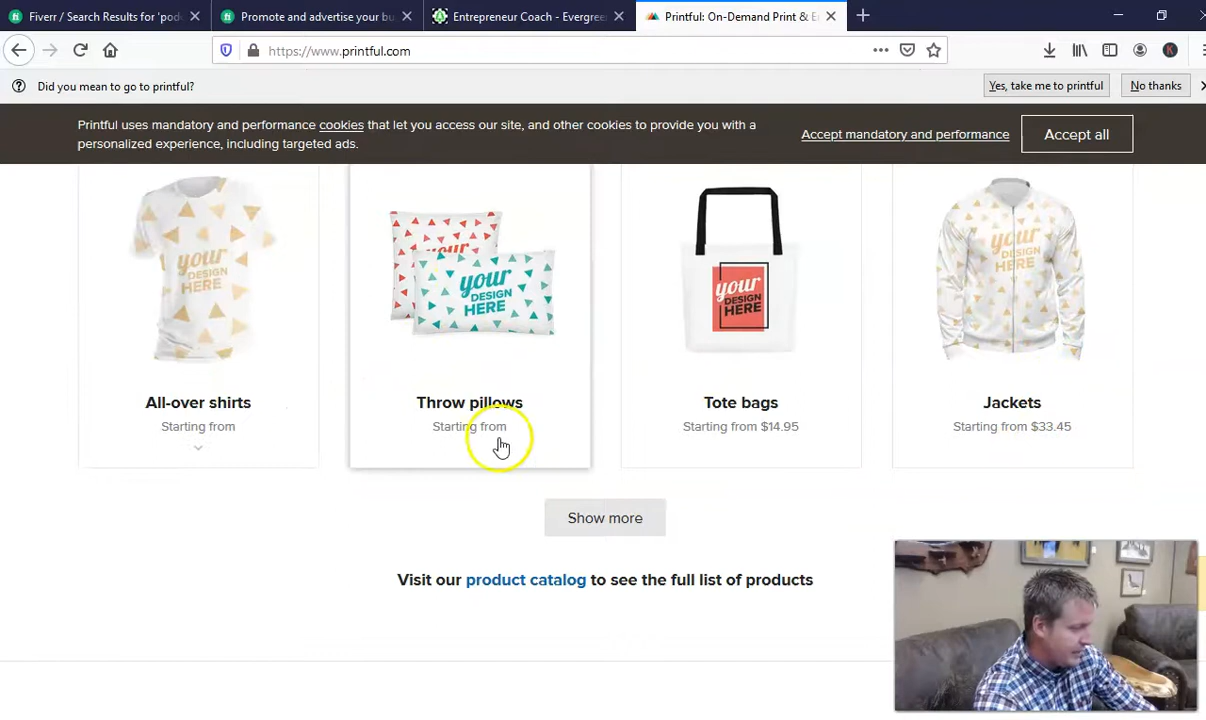 Fiverr / Search Results for 'pod
Promote and advertise your bu
Entrepreneur Coach - Evergree
Printful: On-Demand Print & E
https://www.printful.com
Did you mean to go to printful?
Yes, take me to printful
No thanks
Printful uses mandatory and performance cookies that let you access our site, and other cookies to provide you with a
personalized experience, including targeted ads.
Accept mandatory and performance
Accept all
your
DESIGN
HERE
your
DESIGN
HERE
your
DESIGN
HERE
your
DESIGN
HERE
All-over shirts
Starting from
Throw pillows
Starting from
Tote bags
Starting from $14.95
Jackets
Starting from $33.45
Show more
Visit our product catalog to see the full list of products